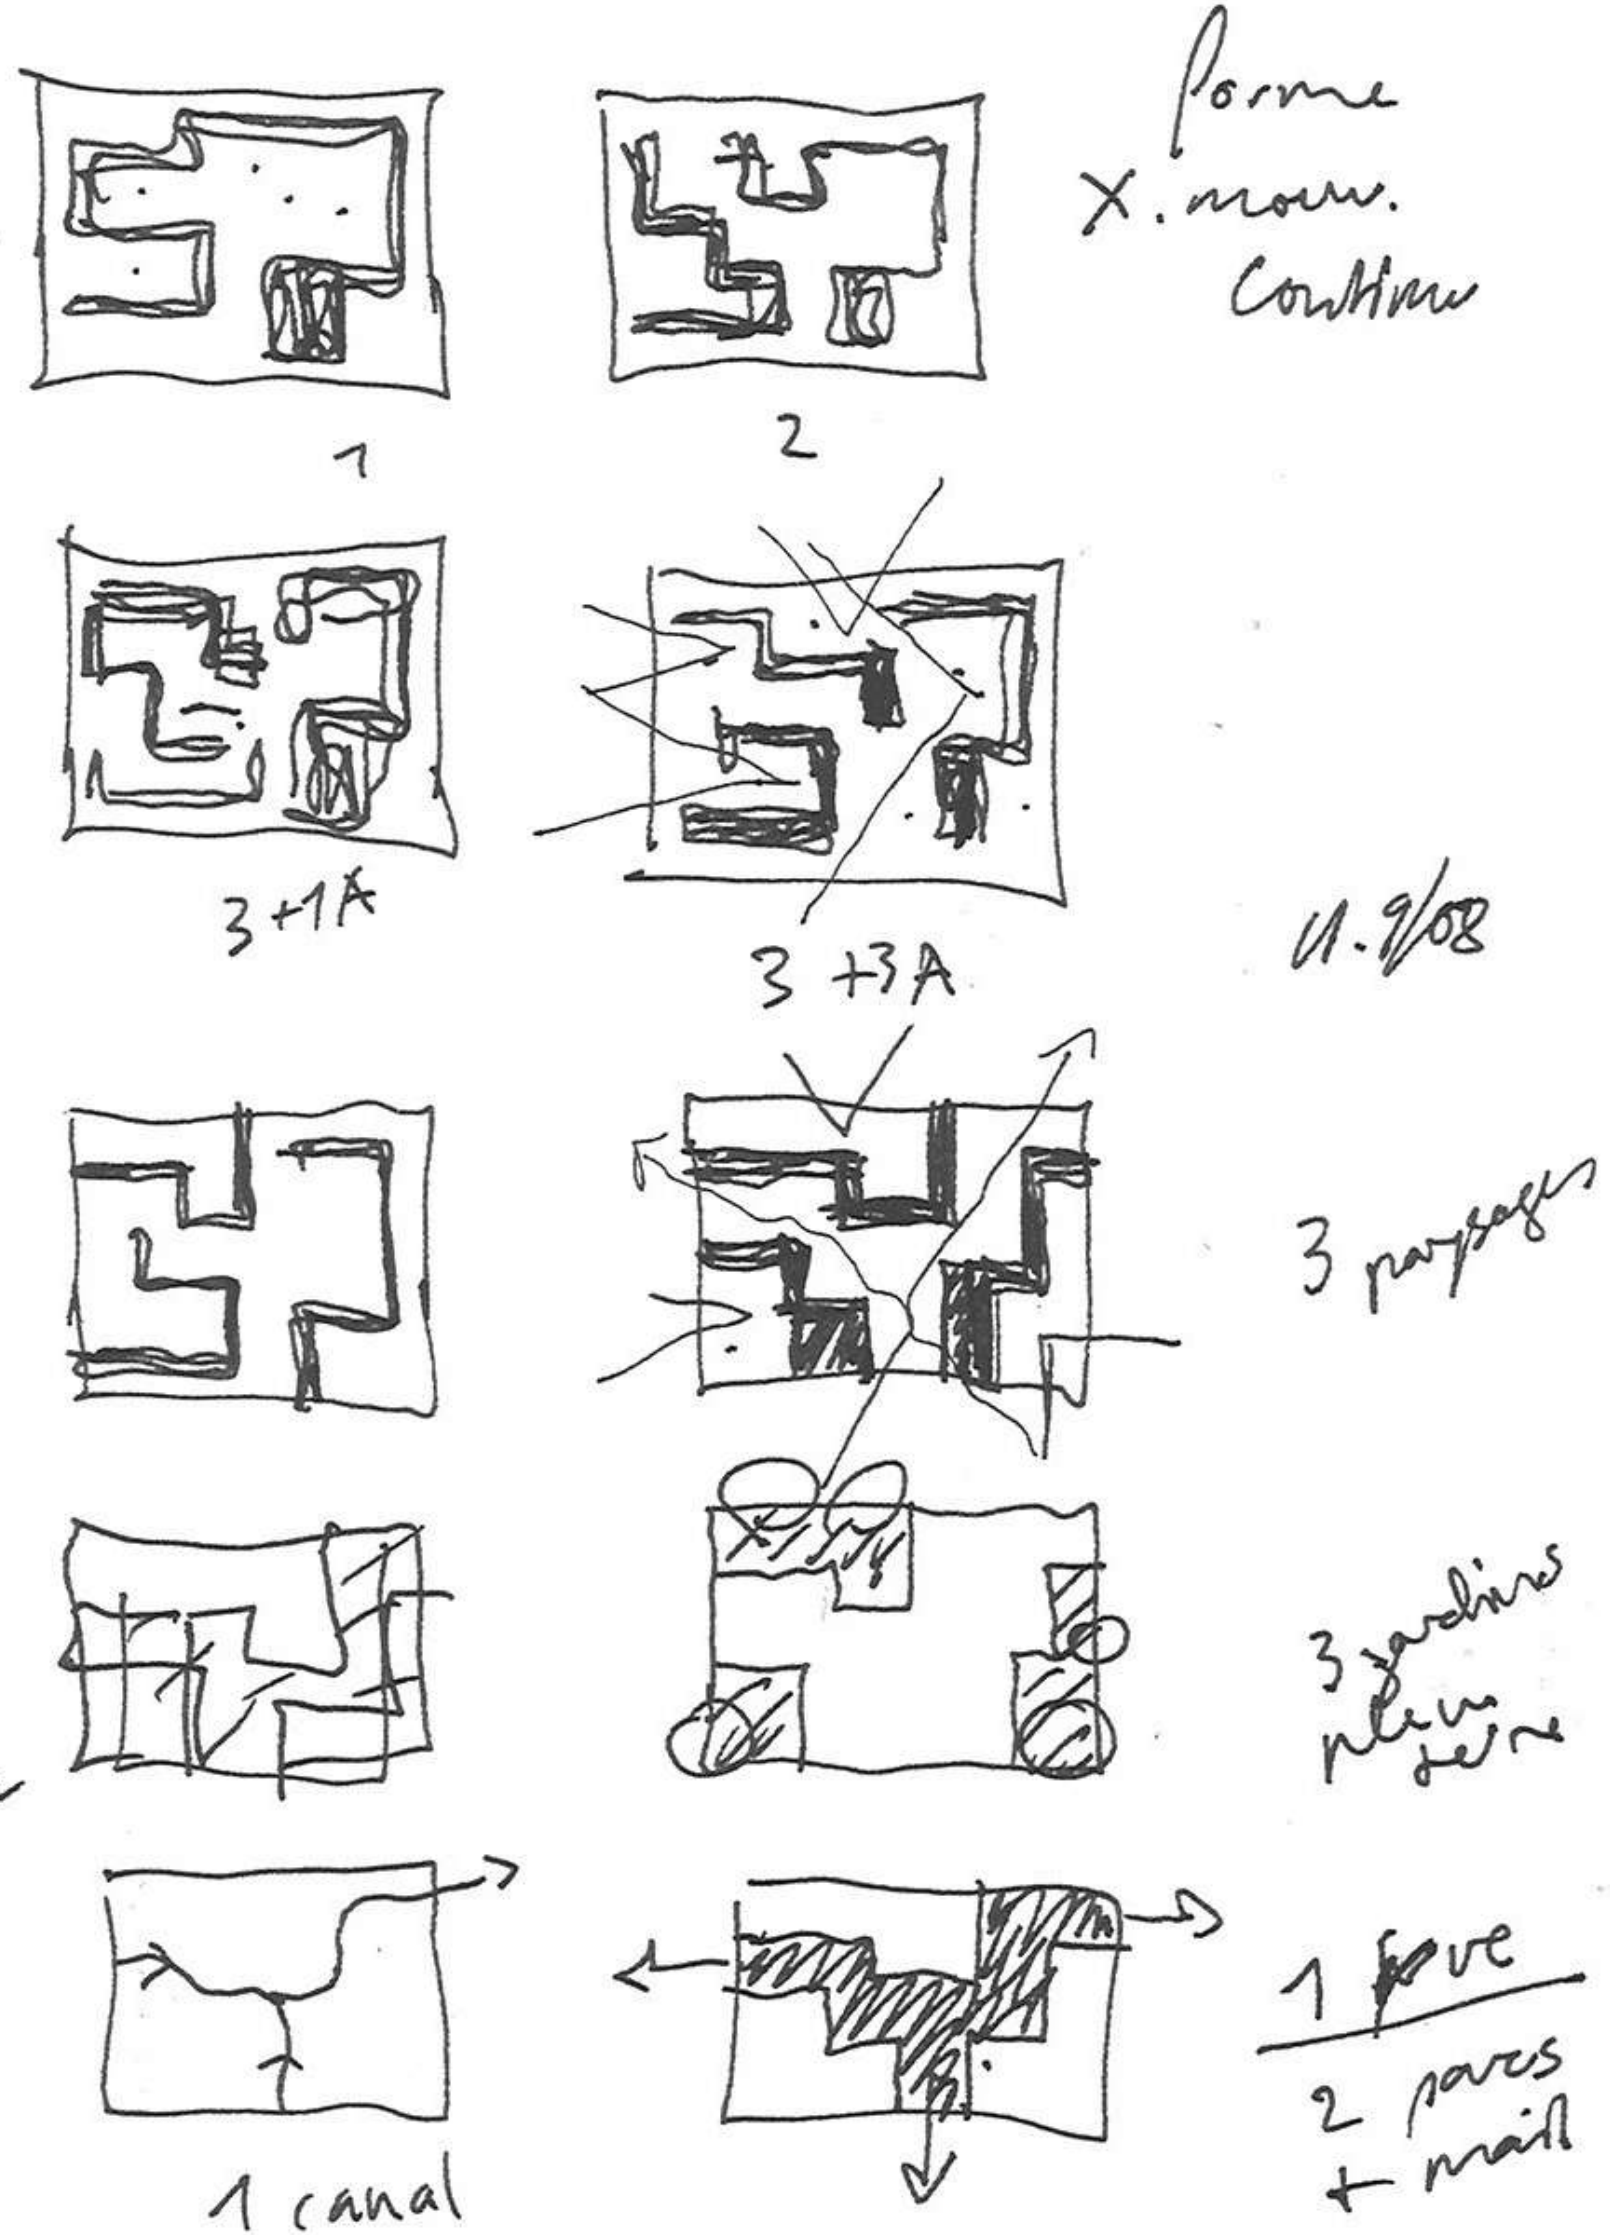 Forme
X. mouv.
Continu
1
2
3 +1A
3 +3A
11.9/08
3 paysages
3 jardins
pleine
terre
1 canal
1
2 parcs
+ mail